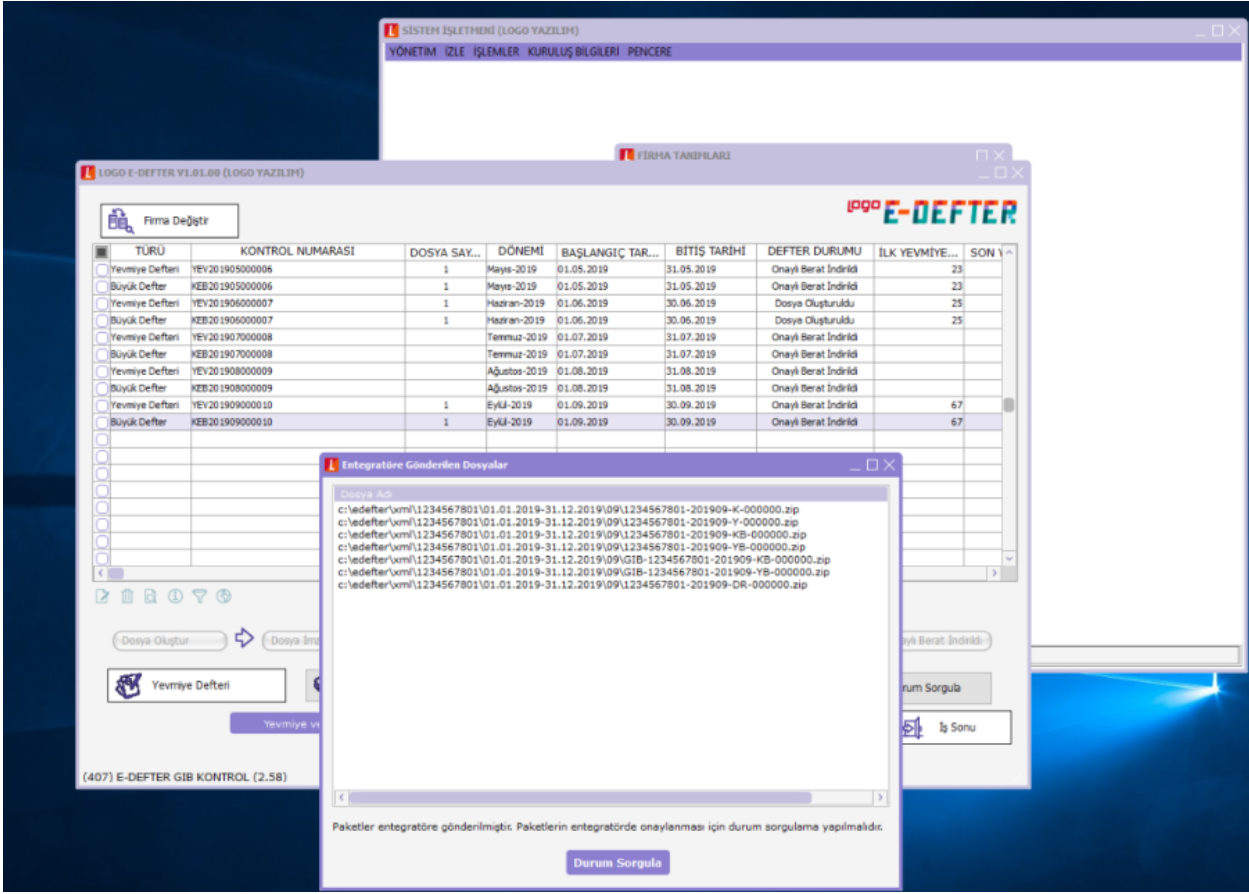 SİSTEM İŞLETMENİ (LOGO YAZILIM)
YÖNETİM İZLE İŞLEMLER KURULUŞ BİLGİLERİ PENCERE
FİRMA TANIMLARI
LOGO E-DEFTER V1.01.00 (LOGO YAZILIM)
Firma Değiştir
LOGO E-DEFTER
TÜRÜ KONTROL NUMARASI DOSYA SAY... DÖNEMİ BAŞLANGIÇ TAR... BİTİŞ TARİHİ DEFTER DURUMU İLK YEVMİYE... SON
Yevmiye Defteri YEV201905000006 1 Mayıs-2019 01.05.2019 31.05.2019 Onaylı Berat İndirildi 23
Büyük Defter KEB201905000006 1 Mayıs-2019 01.05.2019 31.05.2019 Onaylı Berat İndirildi 23
Yevmiye Defteri YEV201906000007 1 Haziran-2019 01.06.2019 30.06.2019 Dosya Oluşturuldu 25
Büyük Defter KEB201906000007 1 Haziran-2019 01.06.2019 30.06.2019 Dosya Oluşturuldu 25
Yevmiye Defteri YEV201907000008 Temmuz-2019 01.07.2019 31.07.2019 Onaylı Berat İndirildi
Büyük Defter KEB201907000008 Temmuz-2019 01.07.2019 31.07.2019 Onaylı Berat İndirildi
Yevmiye Defteri YEV201908000009 Ağustos-2019 01.08.2019 31.08.2019 Onaylı Berat İndirildi
Büyük Defter KEB201908000009 Ağustos-2019 01.08.2019 31.08.2019 Onaylı Berat İndirildi
Yevmiye Defteri YEV201909000010 1 Eylül-2019 01.09.2019 30.09.2019 Onaylı Berat İndirildi 67
Büyük Defter KEB201909000010 1 Eylül-2019 01.09.2019 30.09.2019 Onaylı Berat İndirildi 67
Entegratöre Gönderilen Dosyalar
Dosya Adı
c:\edefter\xml\1234567801\01.01.2019-31.12.2019\09\1234567801-201909-K-000000.zip
c:\edefter\xml\1234567801\01.01.2019-31.12.2019\09\1234567801-201909-Y-000000.zip
c:\edefter\xml\1234567801\01.01.2019-31.12.2019\09\1234567801-201909-KB-000000.zip
c:\edefter\xml\1234567801\01.01.2019-31.12.2019\09\1234567801-201909-YB-000000.zip
c:\edefter\xml\1234567801\01.01.2019-31.12.2019\09\GIB-1234567801-201909-KB-000000.zip
c:\edefter\xml\1234567801\01.01.2019-31.12.2019\09\GIB-1234567801-201909-YB-000000.zip
c:\edefter\xml\1234567801\01.01.2019-31.12.2019\09\1234567801-201909-DR-000000.zip
Dosya Oluştur Dosya İmz aylı Berat İndirildi
Yevmiye Defteri rum Sorgula
Yevmiye ve İş Sonu
(407) E-DEFTER GIB KONTROL (2.58)
Paketler entegratöre gönderilmiştir. Paketlerin entegratörde onaylanması için durum sorgulama yapılmalıdır.
Durum Sorgula